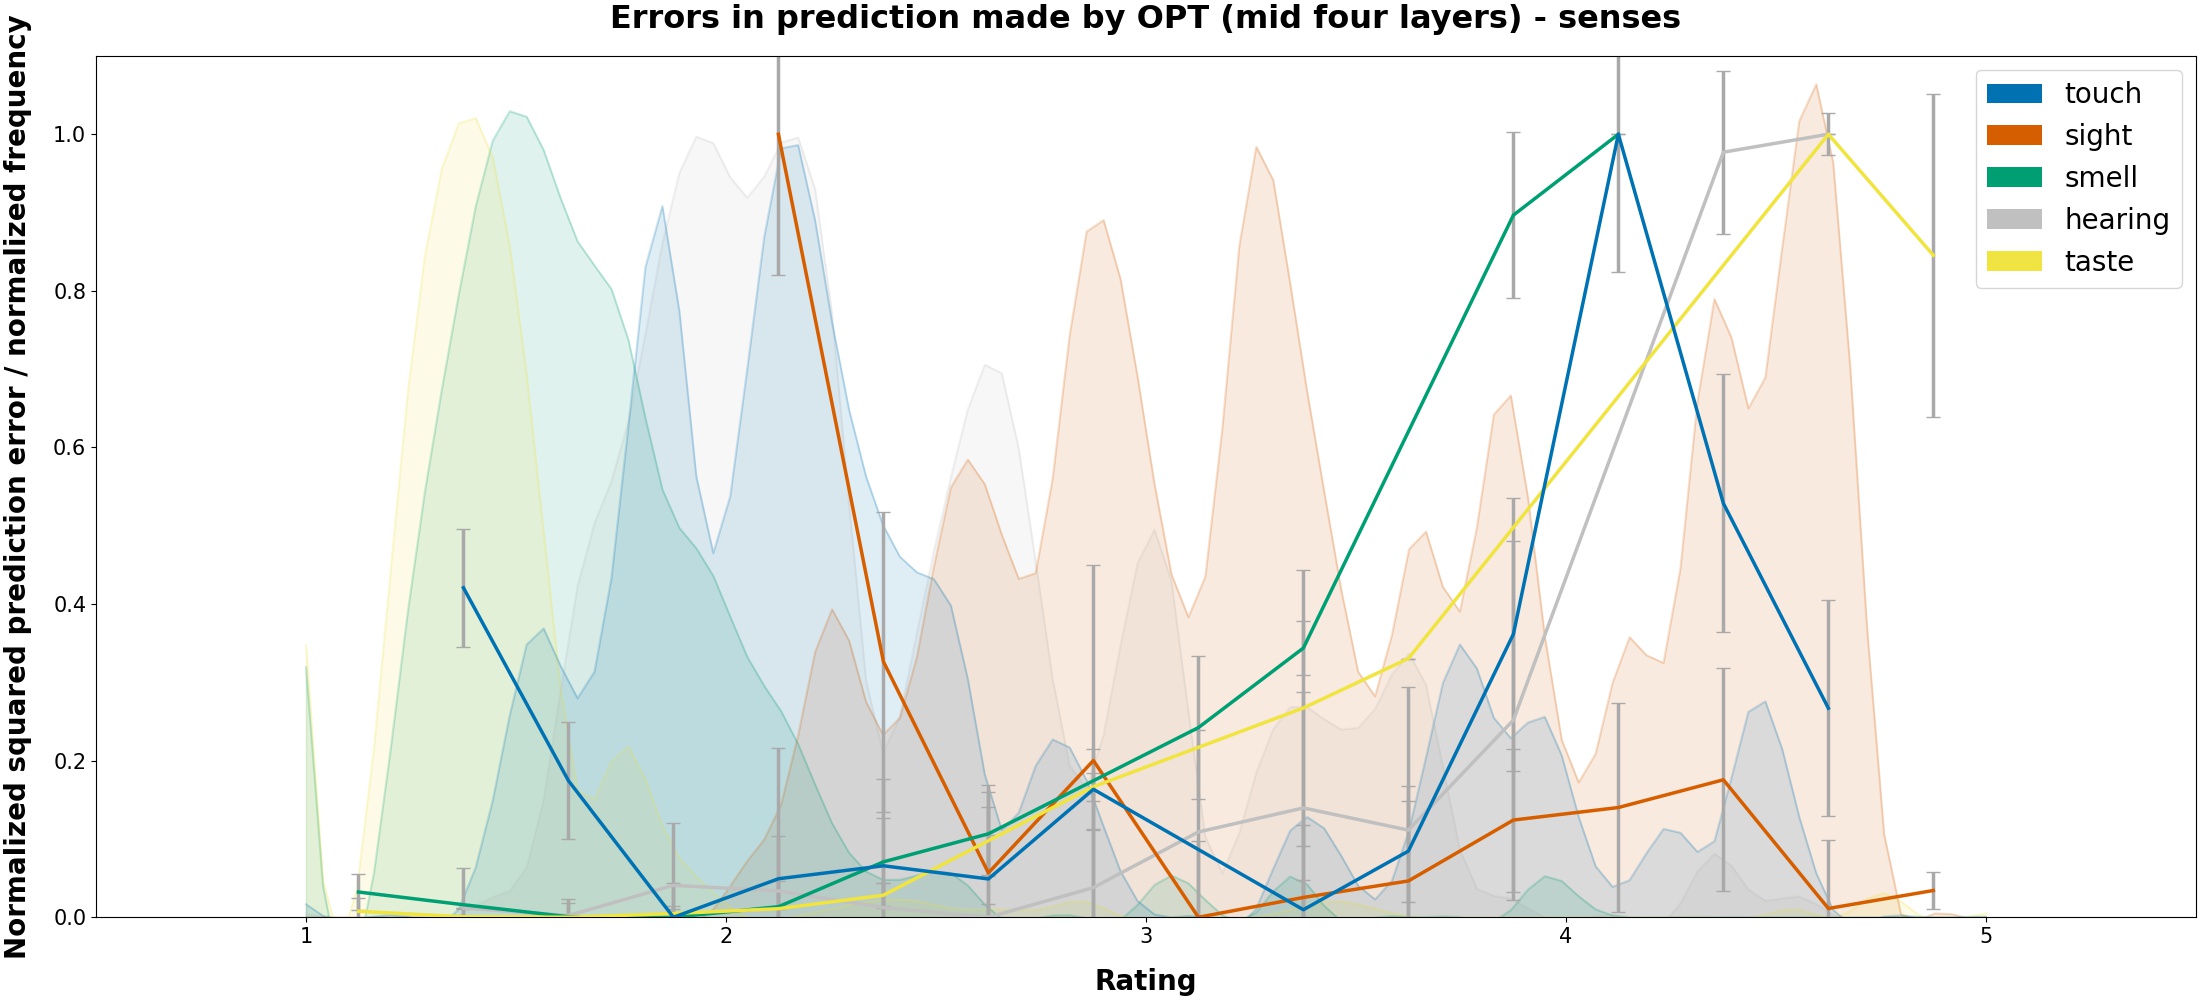 Errors in prediction made by OPT (mid four layers) - senses
Normalized squared prediction error / normalized frequency
1.0
0.8
0.6
0.4
0.2
0.0
touch
sight
smell
hearing
taste
1 2 3 4 5
Rating